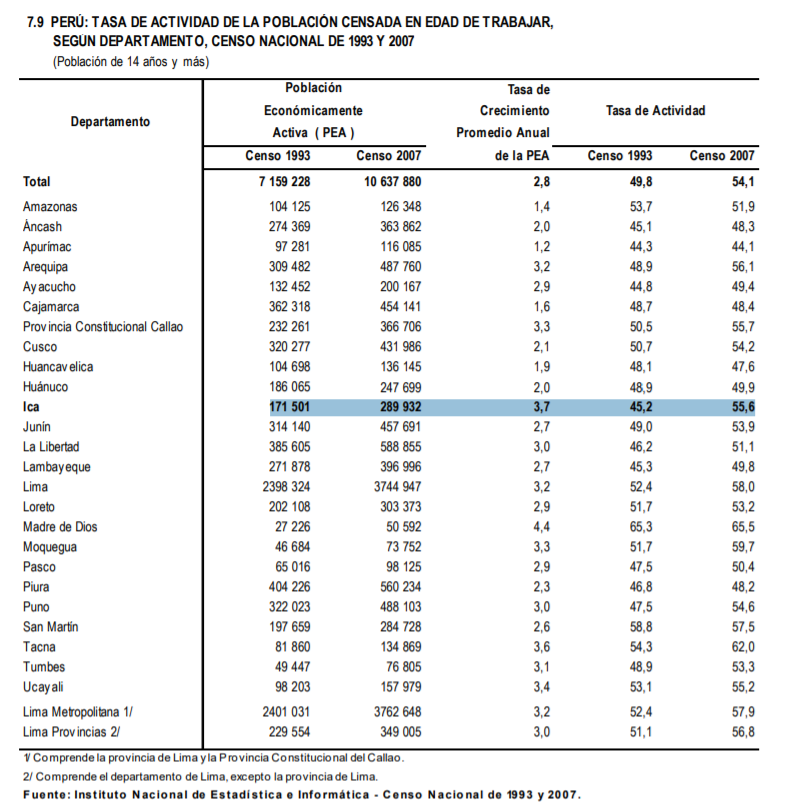 7.9 PERÚ: TASA DE ACTIVIDAD DE LA POBLACIÓN CENSADA EN EDAD DE TRABAJAR,
SEGÚN DEPARTAMENTO, CENSO NACIONAL DE 1993 Y 2007
(Población de 14 años y más)
Departamento
Población Económicamente Activa ( PEA )
Tasa de Crecimiento Promedio Anual de la PEA
Tasa de Actividad
Censo 1993 Censo 2007 Censo 1993 Censo 2007
Total 7 159 228 10 637 880 2,8 49,8 54,1
Amazonas 104 125 126 348 1,4 53,7 51,9
Áncash 274 369 363 862 2,0 45,1 48,3
Apurímac 97 281 116 085 1,2 44,3 44,1
Arequipa 309 482 487 760 3,2 48,9 56,1
Ayacucho 132 452 200 167 2,9 44,8 49,4
Cajamarca 362 318 454 141 1,6 48,7 48,4
Provincia Constitucional Callao 232 261 366 706 3,3 50,5 55,7
Cusco 320 277 431 986 2,1 50,7 54,2
Huancavelica 104 698 136 145 1,9 48,1 47,6
Huánuco 186 065 247 699 2,0 48,9 49,9
Ica 171 501 289 932 3,7 45,2 55,6
Junín 314 140 457 691 2,7 49,0 53,9
La Libertad 385 605 588 855 3,0 46,2 51,1
Lambayeque 271 878 396 996 2,7 45,3 49,8
Lima 2398 324 3744 947 3,2 52,4 58,0
Loreto 202 108 303 373 2,9 51,7 53,2
Madre de Dios 27 226 50 592 4,4 65,3 65,5
Moquegua 46 684 73 752 3,3 51,7 59,7
Pasco 65 016 98 125 2,9 47,5 50,4
Piura 404 226 560 234 2,3 46,8 48,2
Puno 322 023 488 103 3,0 47,5 54,6
San Martín 197 659 284 728 2,6 58,8 57,5
Tacna 81 860 134 869 3,6 54,3 62,0
Tumbes 49 447 76 805 3,1 48,9 53,3
Ucayali 98 203 157 979 3,4 53,1 55,2
Lima Metropolitana 1/ 2401 031 3762 648 3,2 52,4 57,9
Lima Provincias 2/ 229 554 349 005 3,0 51,1 56,8
1/ Comprende la provincia de Lima y la Provincia Constitucional del Callao.
2/ Comprende el departamento de Lima, excepto la provincia de Lima.
Fuente: Instituto Nacional de Estadística e Informática - Censo Nacional de 1993 y 2007.